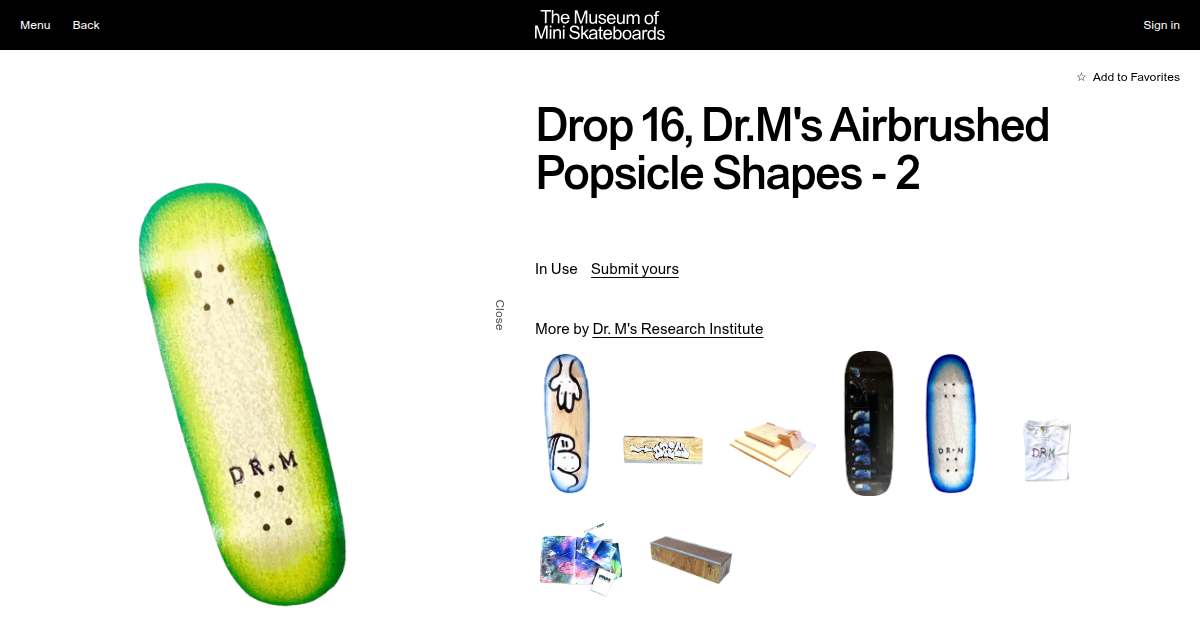 Menu
Back
The Museum of
Mini Skateboards
Sign in
☆ Add to Favorites
Drop 16, Dr.M's Airbrushed
Popsicle Shapes - 2
In Use
Submit yours
Close
More by Dr. M's Research Institute
DR.M
DR.M
DR.M